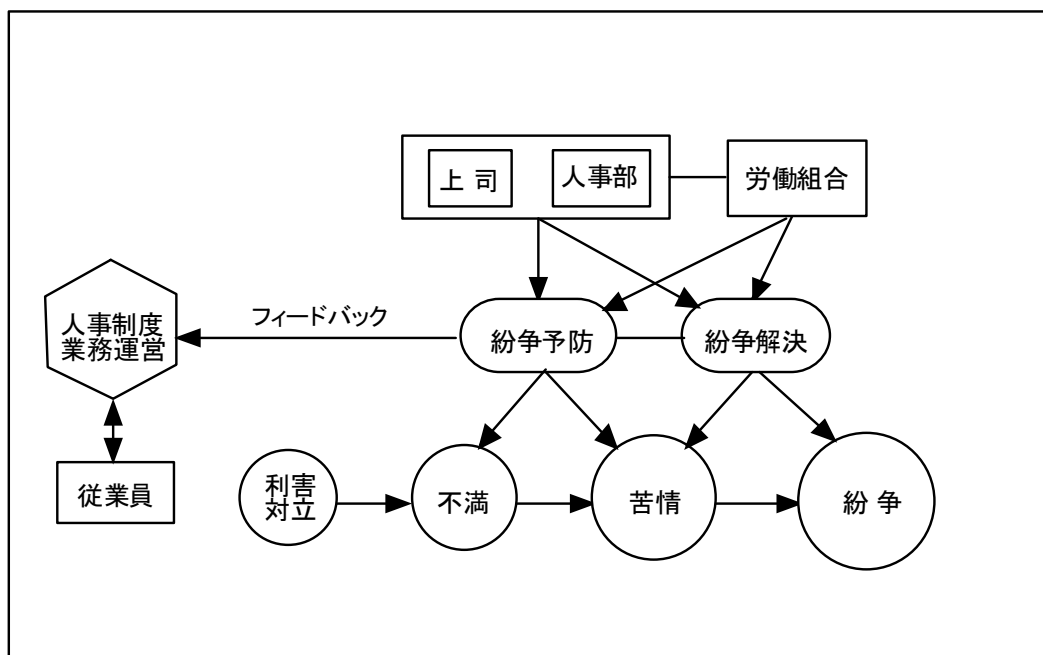 上司
人事部
労働組合
人事制度
業務運営
フィードバック
紛争予防
紛争解決
従業員
利害
対立
不満
苦情
紛争